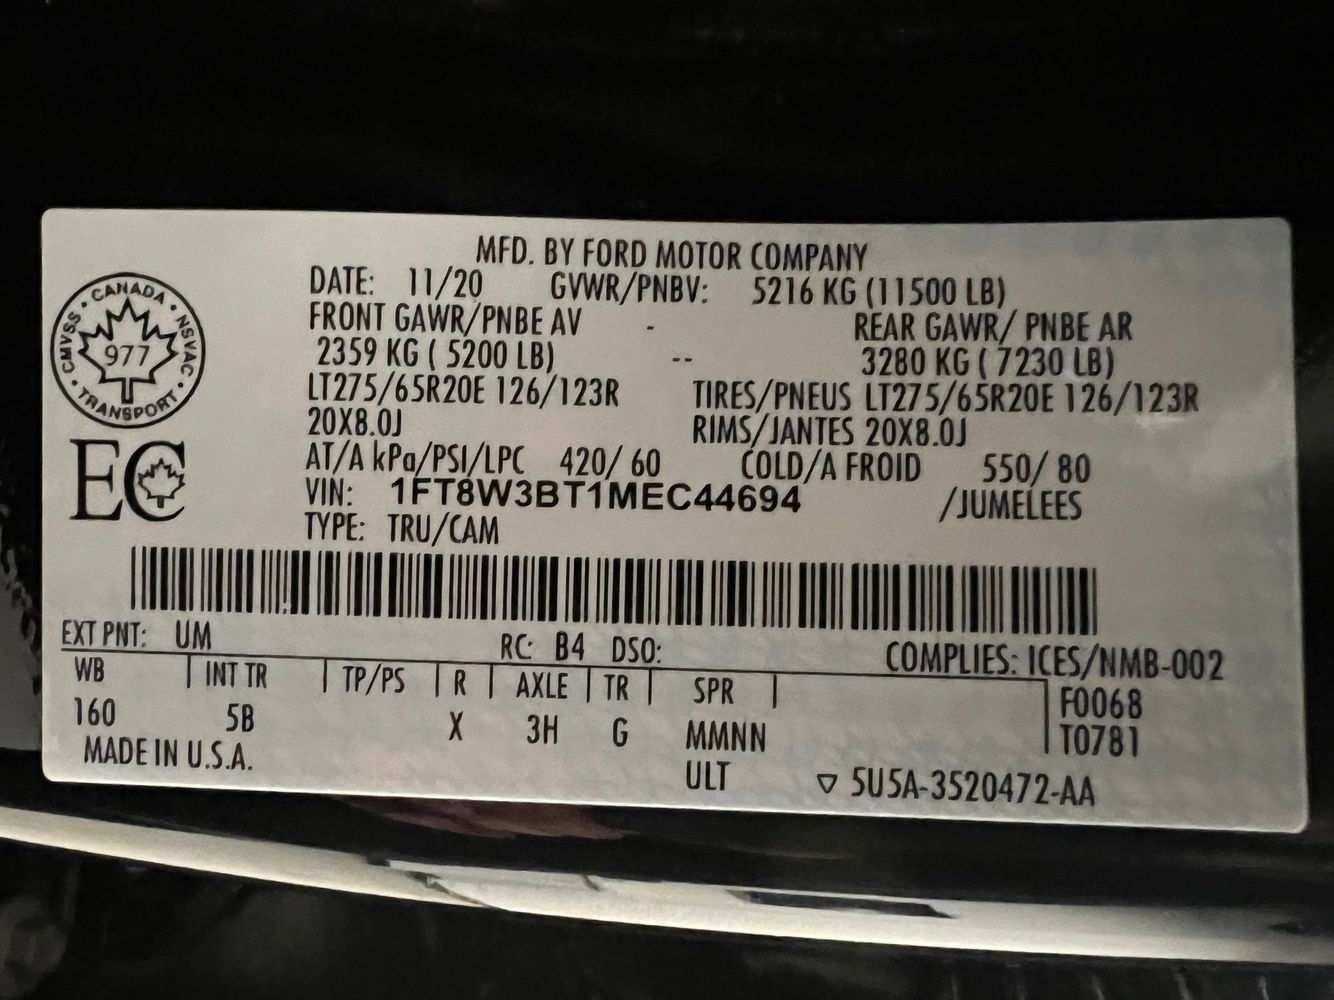 MFD. BY FORD MOTOR COMPANY
DATE: 11/20 GVWR/PNBV: 5216 KG (11500 LB)
FRONT GAWR/PNBE AV - REAR GAWR/ PNBE AR
2359 KG ( 5200 LB) -- 3280 KG ( 7230 LB)
LT275/65R20E 126/123R TIRES/PNEUS LT275/65R20E 126/123R
20X8.0J RIMS/JANTES 20X8.0J
AT/A kPa/PSI/LPC 420/ 60 COLD/A FROID 550/ 80
VIN: 1FT8W3BT1MEC44694 /JUMELEES
TYPE: TRU/CAM
CANADA
CMVSS • NSVAC
977
TRANSPORT
EC
EXT PNT: UM RC: B4 DSO: COMPLIES: ICES/NMB-002
WB | INT TR | TP/PS | R | AXLE | TR | SPR | F0068
160 5B X 3H G MMNN T0781
MADE IN U.S.A. ULT ▽ 5U5A-3520472-AA